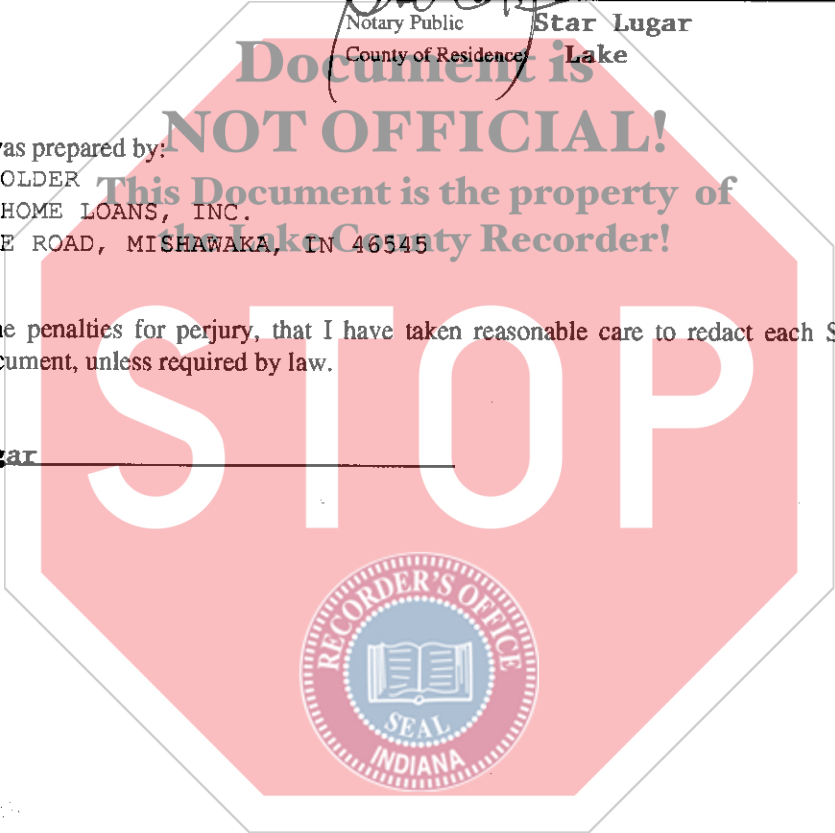 Notary Public Star Lugar
County of Residence Lake
Document is
NOT OFFICIAL!
as prepared by:
OLDER
This Document is the property of
HOME LOANS, INC.
the Lake County Recorder!
E ROAD, MISHAWAKA, IN 46545
e penalties for perjury, that I have taken reasonable care to redact each S
cument, unless required by law.
STOP
gar
RECORDER'S OFFICE
SEAL
INDIANA